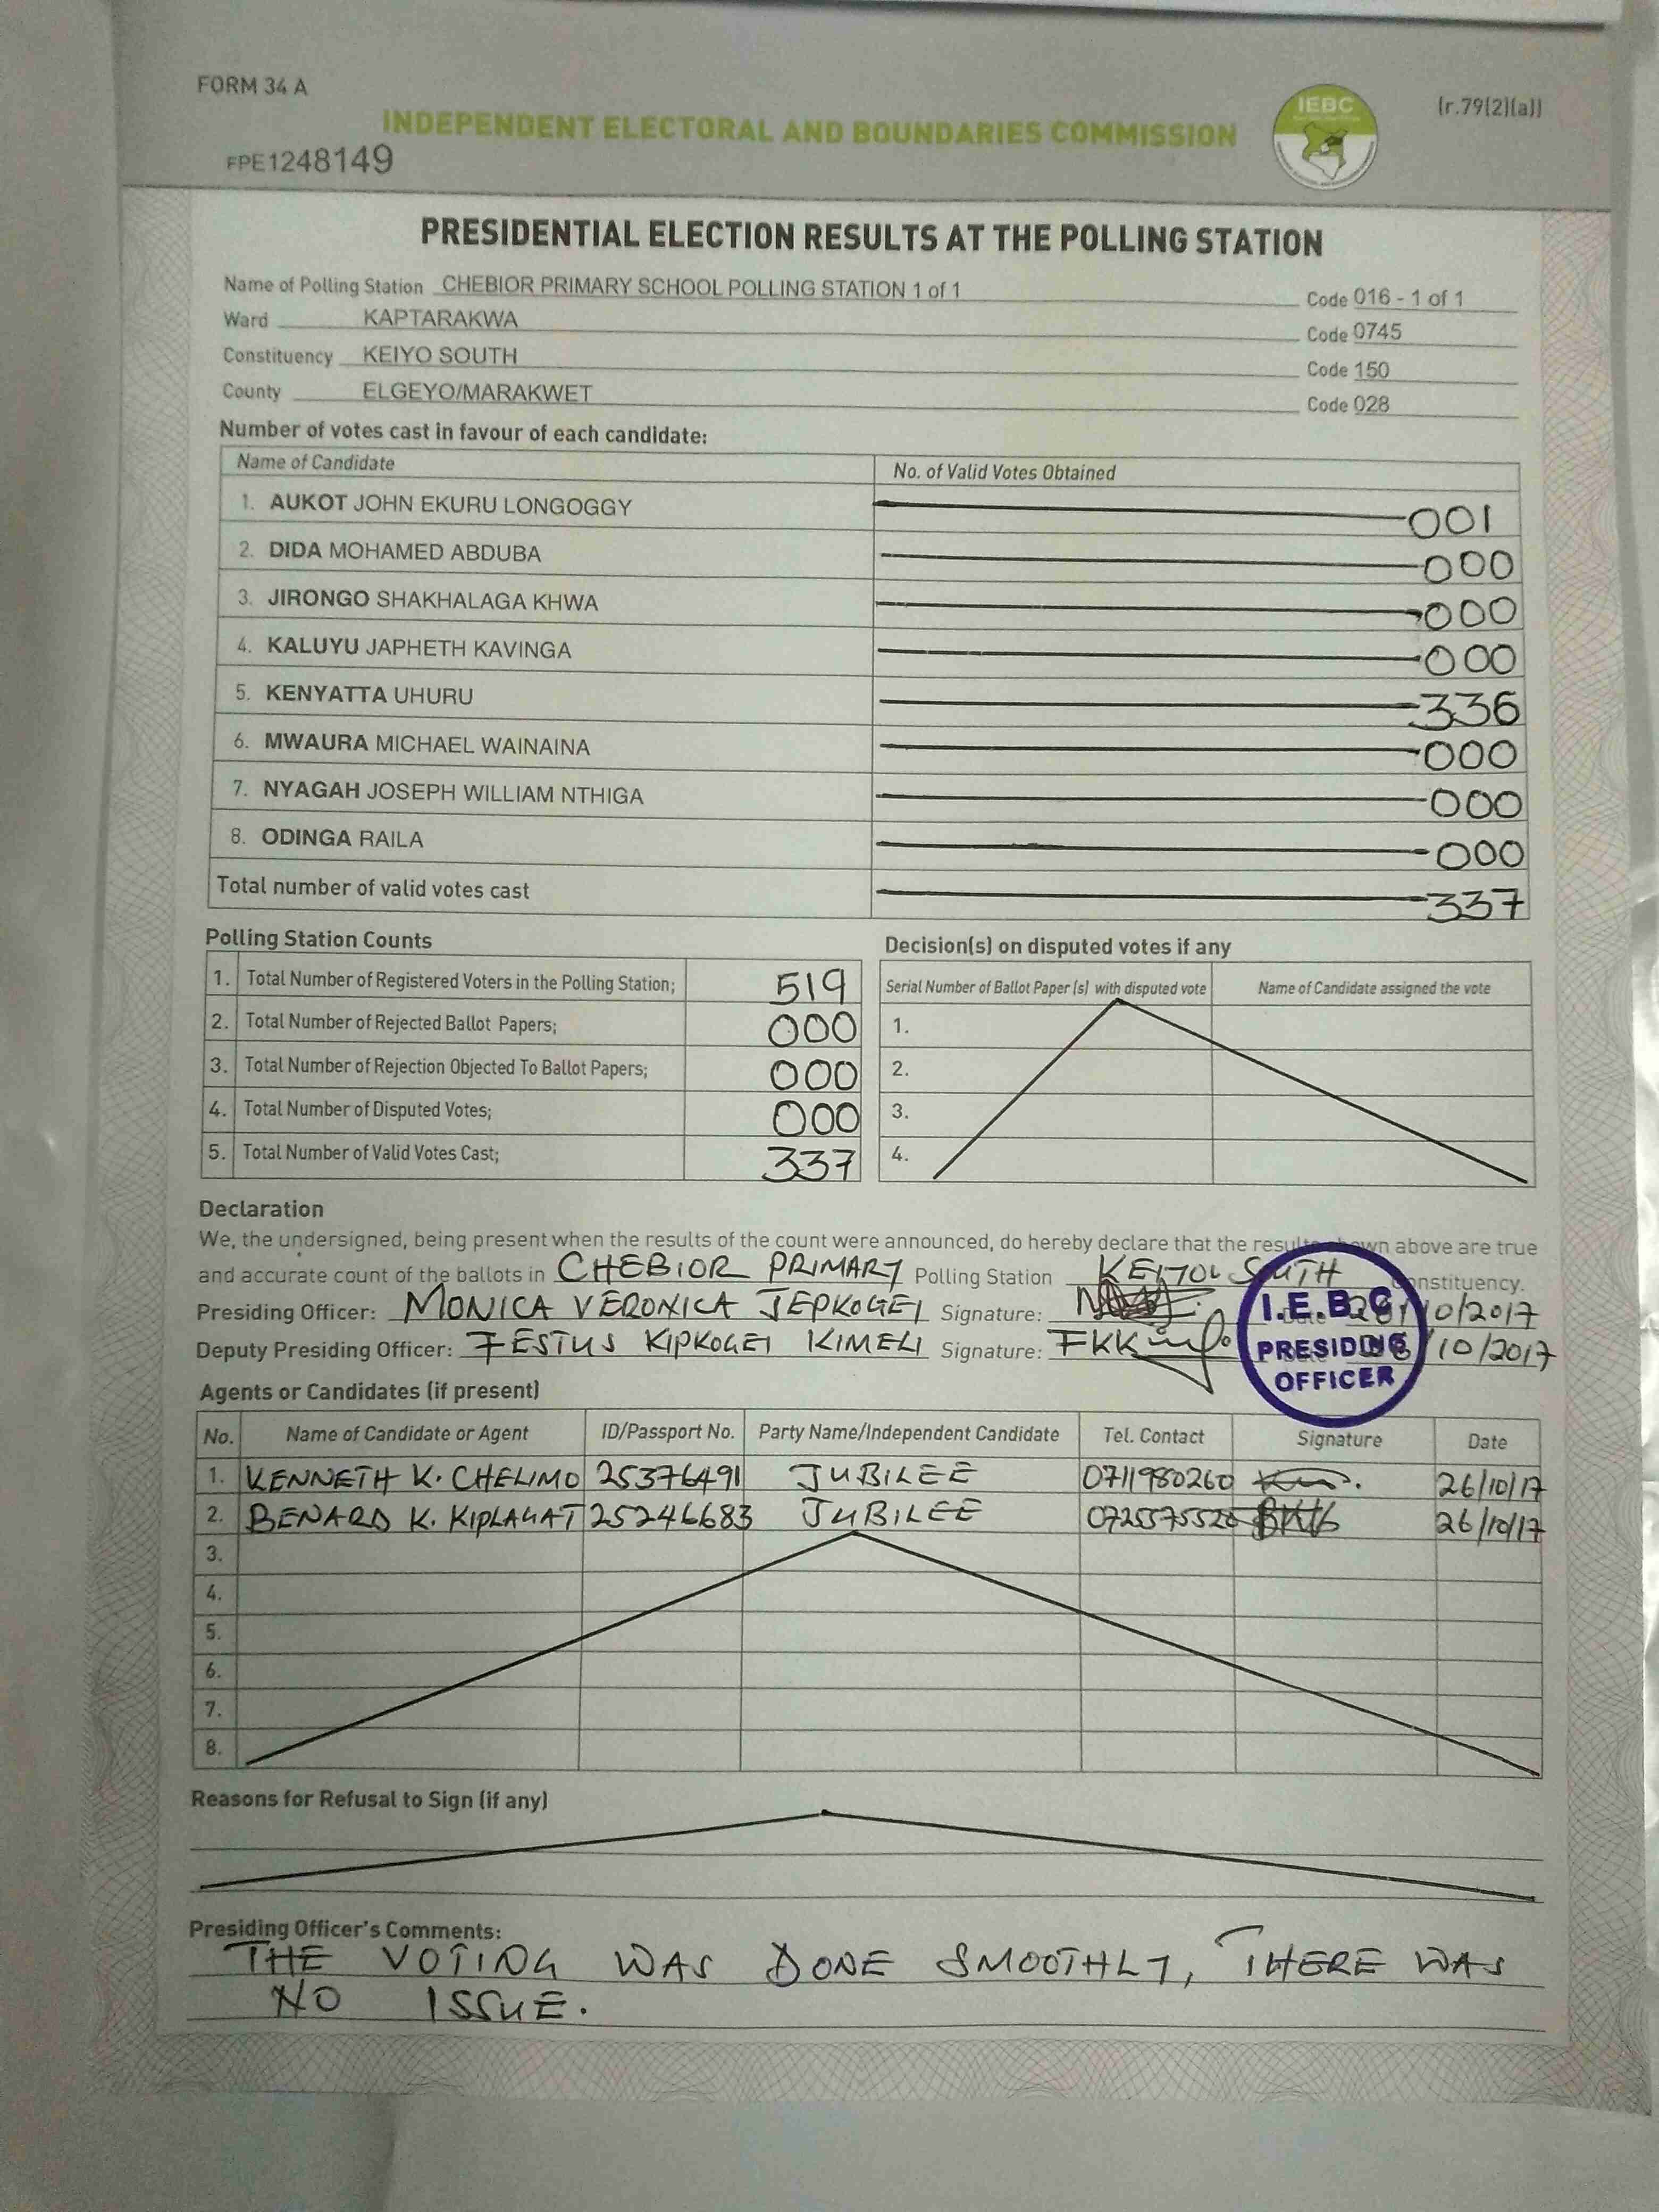 FORM 34 A
INDEPENDENT ELECTORAL AND BOUNDARIES COMMISSION
IEBC
(r.79(2)(a))
FPE1248149
PRESIDENTIAL ELECTION RESULTS AT THE POLLING STATION
Name of Polling Station CHEBIOR PRIMARY SCHOOL POLLING STATION 1 of 1 Code 016 - 1 of 1
Ward KAPTARAKWA Code 0745
Constituency KEIYO SOUTH Code 150
County ELGEYO/MARAKWET Code 028
Number of votes cast in favour of each candidate:
Name of Candidate No. of Valid Votes Obtained
1. AUKOT JOHN EKURU LONGOGGY 001
2. DIDA MOHAMED ABDUBA 000
3. JIRONGO SHAKHALAGA KHWA 000
4. KALUYU JAPHETH KAVINGA 000
5. KENYATTA UHURU 336
6. MWAURA MICHAEL WAINAINA 000
7. NYAGAH JOSEPH WILLIAM NTHIGA 000
8. ODINGA RAILA 000
Total number of valid votes cast 337
Polling Station Counts
1. Total Number of Registered Voters in the Polling Station; 519
2. Total Number of Rejected Ballot Papers; 000
3. Total Number of Rejection Objected To Ballot Papers; 000
4. Total Number of Disputed Votes; 000
5. Total Number of Valid Votes Cast; 337
Decision(s) on disputed votes if any
Serial Number of Ballot Paper (s) with disputed vote Name of Candidate assigned the vote
1.
2.
3.
4.
Declaration
We, the undersigned, being present when the results of the count were announced, do hereby declare that the results above are true
and accurate count of the ballots in CHEBIOR PRIMARY Polling Station SOUTH Constituency.
Presiding Officer: MONICA VERONICA JEPKOGEI Signature: /10/2017
Deputy Presiding Officer: FESTUS KIPKOGEI KIMELI Signature: FKK /10/2017
I.E.B.C
PRESIDING
OFFICER
Agents or Candidates (if present)
No. Name of Candidate or Agent ID/Passport No. Party Name/Independent Candidate Tel. Contact Signature Date
1. KENNETH K. CHELIMO 25376491 JUBILEE 0711980260 26/10/17
2. BENARD K. KIPLAGAT 25246683 JUBILEE 26/10/17
3.
4.
5.
6.
7.
8.
Reasons for Refusal to Sign (if any)
Presiding Officer's Comments:
THE VOTING WAS DONE SMOOTHLY, THERE WAS
NO ISSUE.